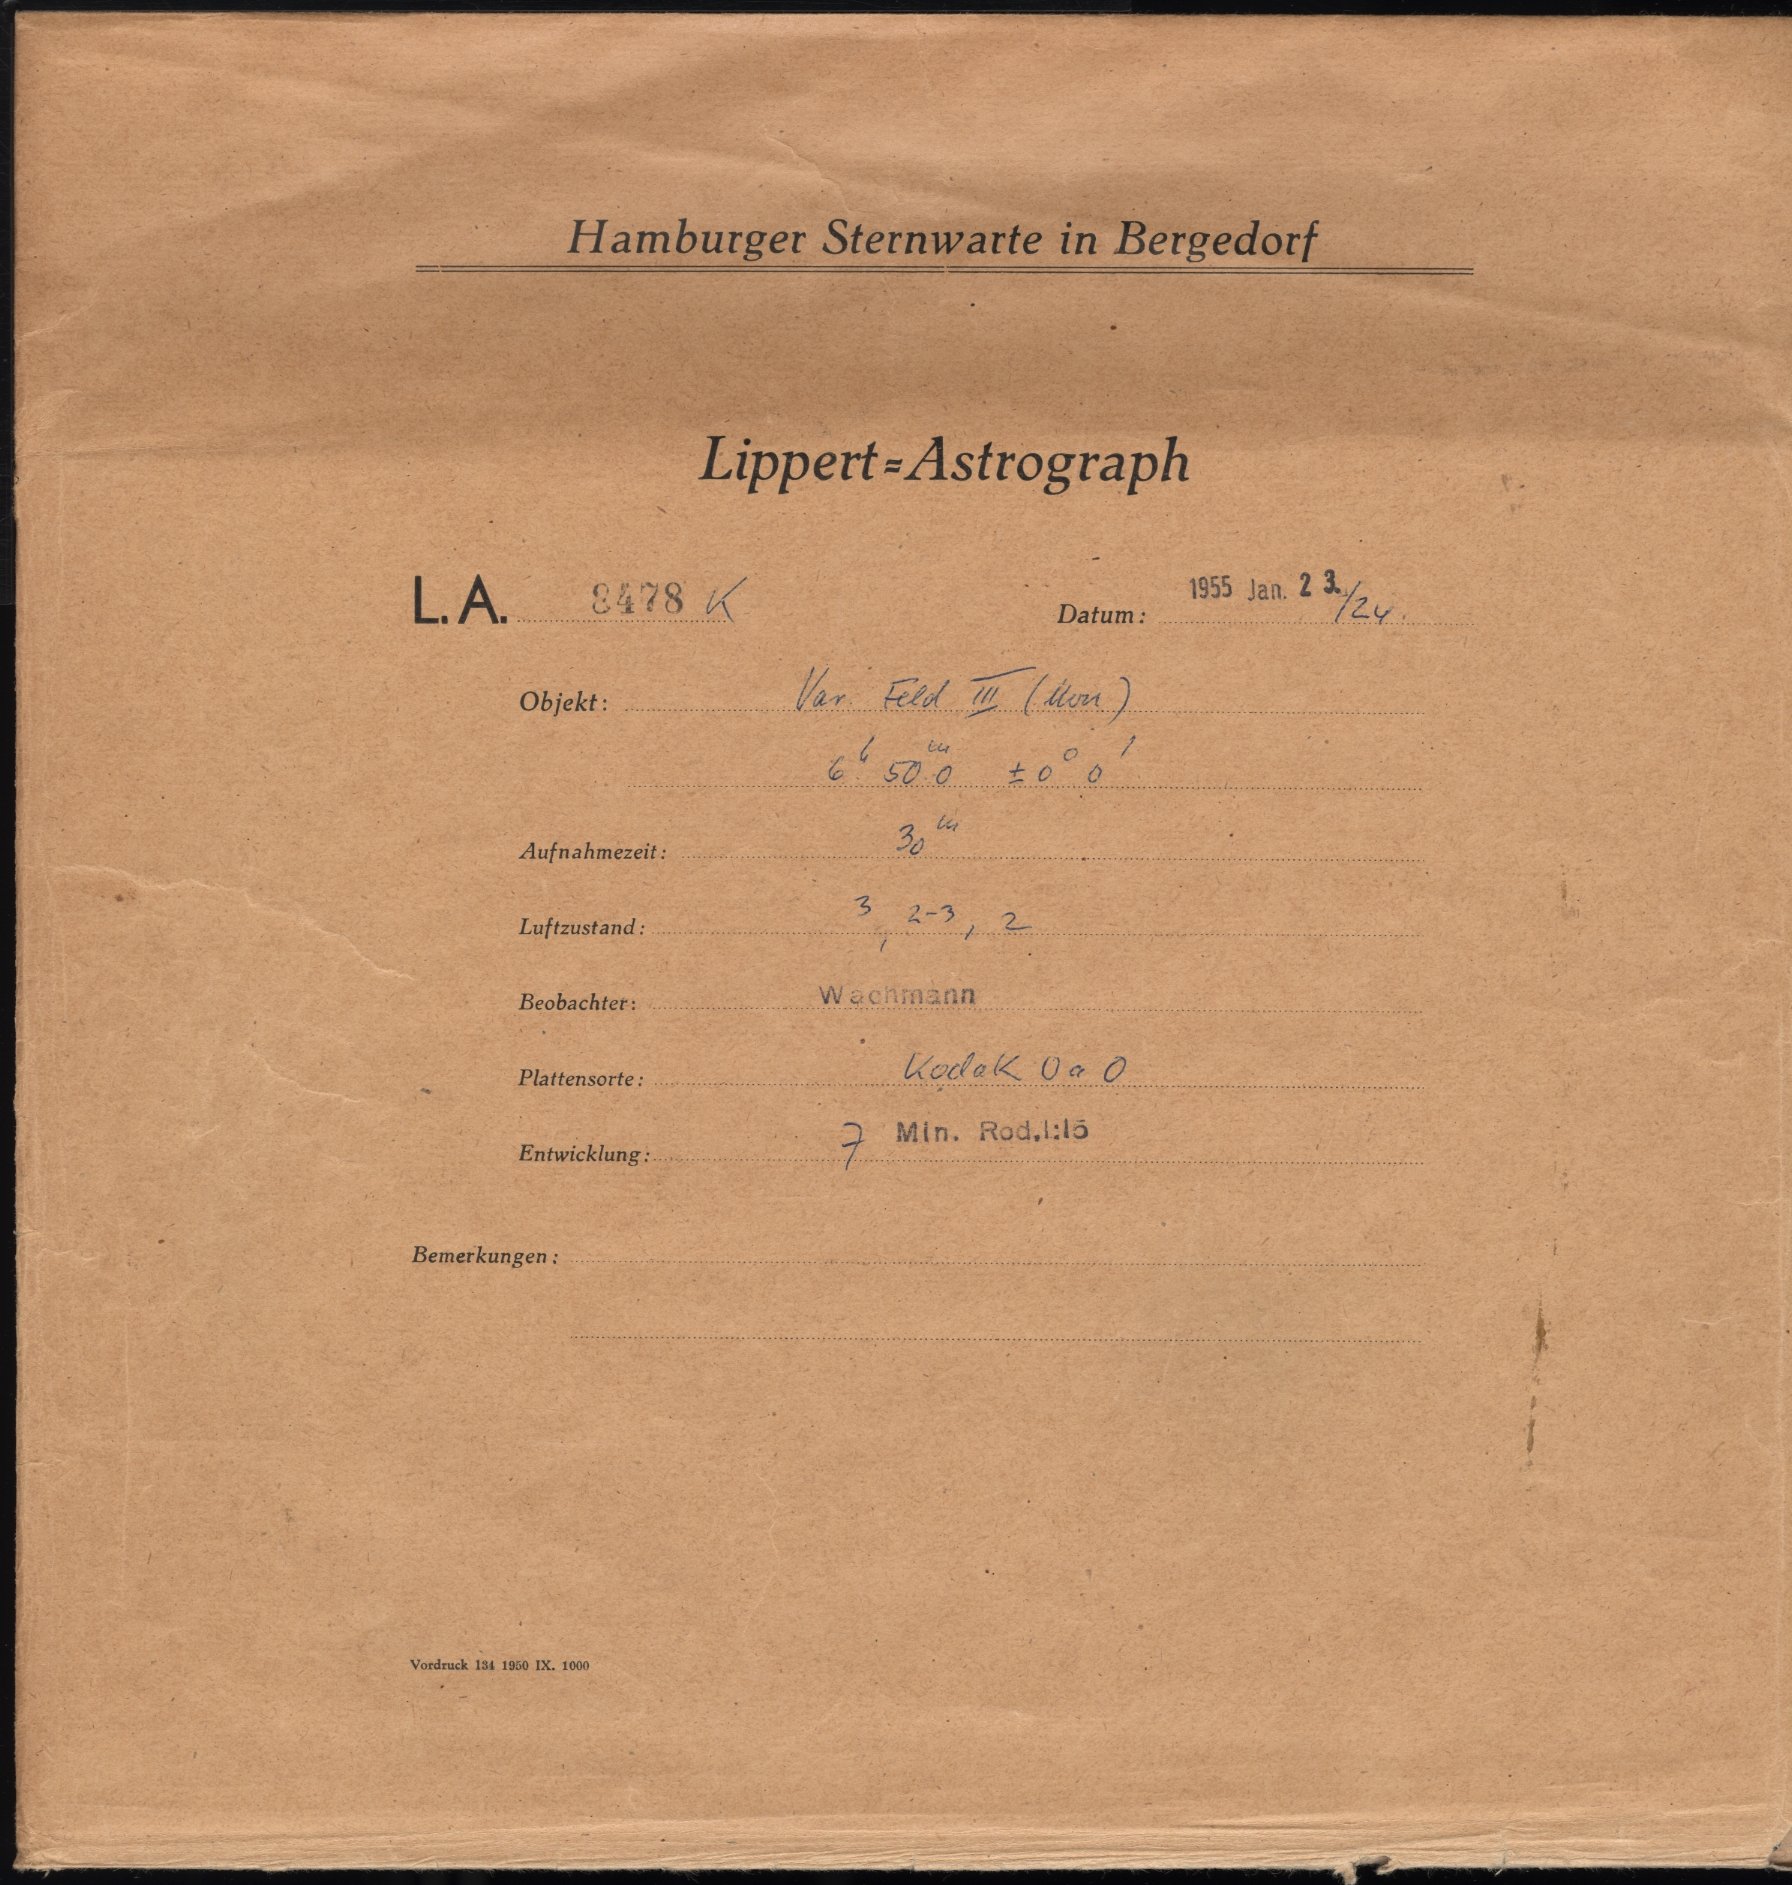 Hamburger Sternwarte in Bergedorf
Lippert=Astrograph
L. A. 8478 K
Datum: 1955 Jan. 23./24.
Objekt: Var. Feld III (Mon)
6h 50m.0 ±0° 0'
Aufnahmezeit: 30m
Luftzustand: 3, 2-3, 2
Beobachter: Wachmann
Plattensorte: Kodak OaO
Entwicklung: 7 Min. Rod.1:15
Bemerkungen:
Vordruck 134 1950 IX. 1000